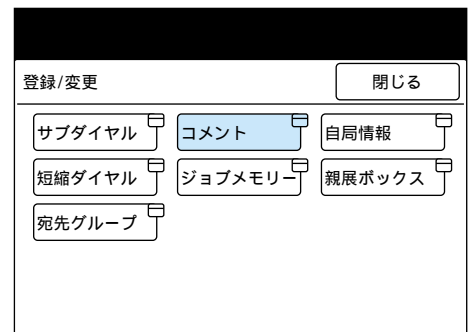 登録/変更 閉じる
サブダイヤル コメント 自局情報
短縮ダイヤル ジョブメモリー 親展ボックス
宛先グループ